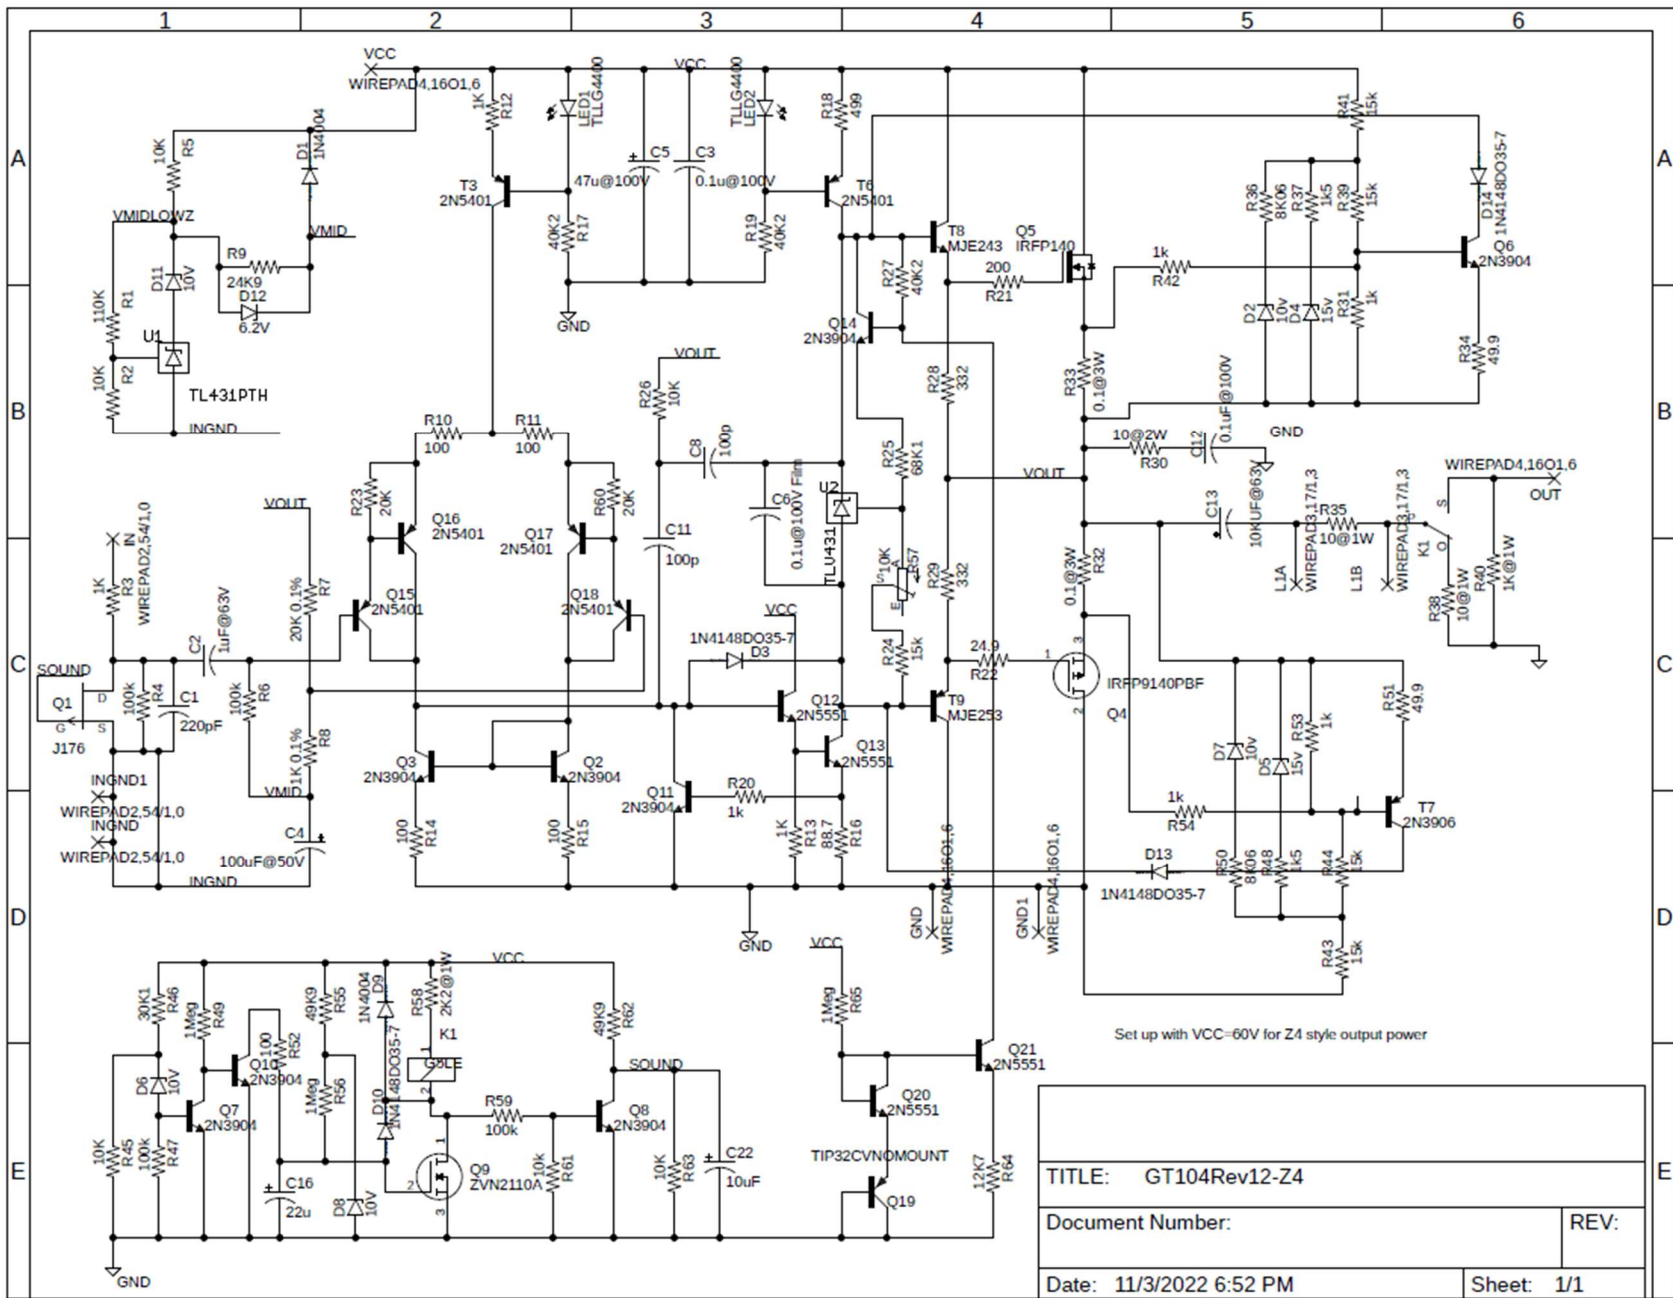 1 2 3 4 5 6
A
B
C
D
E
A
B
C
D
E
VCC
WIREPAD4,16O1,6
VCC
10K
R5
D1
1N4004
1K
R12
LED1
TLLG4400
C5
47u@100V
C3
0.1u@100V
TLLG4400
LED2
R18
499
T3
2N5401
T6
2N5401
R41
15k
VMIDLOWZ
VMID
R9
24K9
D12
6.2V
D11
10V
110K
R1
10K
R2
U1
TL431PTH
INGND
40K2
R17
R19
40K2
GND
R27
40K2
T8
MJE243
Q5
IRFP140
200
R21
1k
R42
R36
8K06
R37
1k5
R39
15k
D14
1N4148DO35-7
Q6
2N3904
D2
10v
D4
15v
R31
1k
R34
49.9
Q14
2N3904
R28
332
R33
0.1@3W
GND
VOUT
R26
10K
C8
100p
R10
100
R11
100
R23
20K
R60
20K
Q16
2N5401
Q17
2N5401
Q15
2N5401
Q18
2N5401
C11
100p
C6
0.1u@100V Film
U2
TLV431
R25
68K1
10K
R57
A
S
E
R24
15k
R29
332
VOUT
10@2W
R30
C12
0.1uF@100V
C13
10KUF@63V
L1A
WIREPAD3,17/1,3
R35
10@1W
L1B
WIREPAD3,17/1,3
P
S
O
K1
WIREPAD4,16O1,6
OUT
R38
10@1W
R40
1K@1W
0.1@3W
R32
VOUT
IN
WIREPAD2,54/1,0
1K
R3
20K 0.1%
R7
C2
1uF@63V
SOUND
Q1
D
G
S
J176
100k
R4
C1
220pF
100k
R6
1K 0.1%
R8
VMID
INGND1
WIREPAD2,54/1,0
INGND
WIREPAD2,54/1,0
C4
100uF@50V
INGND
Q3
2N3904
Q2
2N3904
100
R14
100
R15
1N4148DO35-7
D3
VCC
Q12
2N5551
Q13
2N5551
Q11
2N3904
R20
1k
1K
R13
88.7
R16
GND
T9
MJE253
24.9
R22
1
3
2
IRFP9140PBF
Q4
GND
WIREPAD4,16O1,6
GND1
WIREPAD4,16O1,6
D7
10v
D5
15v
R53
1k
R51
49.9
1k
R54
T7
2N3906
D13
1N4148DO35-7
R50
8K06
R48
1k5
R44
15k
R43
15k
VCC
30K1
R46
1Meg
R49
100
R52
49K9
R55
D9
1N4004
R58
2K2@1W
K1
1
G5LE
2
49K9
R62
SOUND
D6
10V
Q10
2N3904
Q7
2N3904
1Meg
R56
D10
1N4148DO35-7
R59
100k
Q8
2N3904
10K
R45
100k
R47
C16
22u
D8
10V
1
2
3
Q9
ZVN2110A
10k
R61
10K
R63
C22
10uF
GND
VCC
1Meg
R65
Q21
2N5551
Q20
2N5551
TIP32CVNOMOUNT
Q19
12K7
R64
Set up with VCC=60V for Z4 style output power
TITLE: GT104Rev12-Z4
Document Number:
REV:
Date: 11/3/2022 6:52 PM
Sheet: 1/1